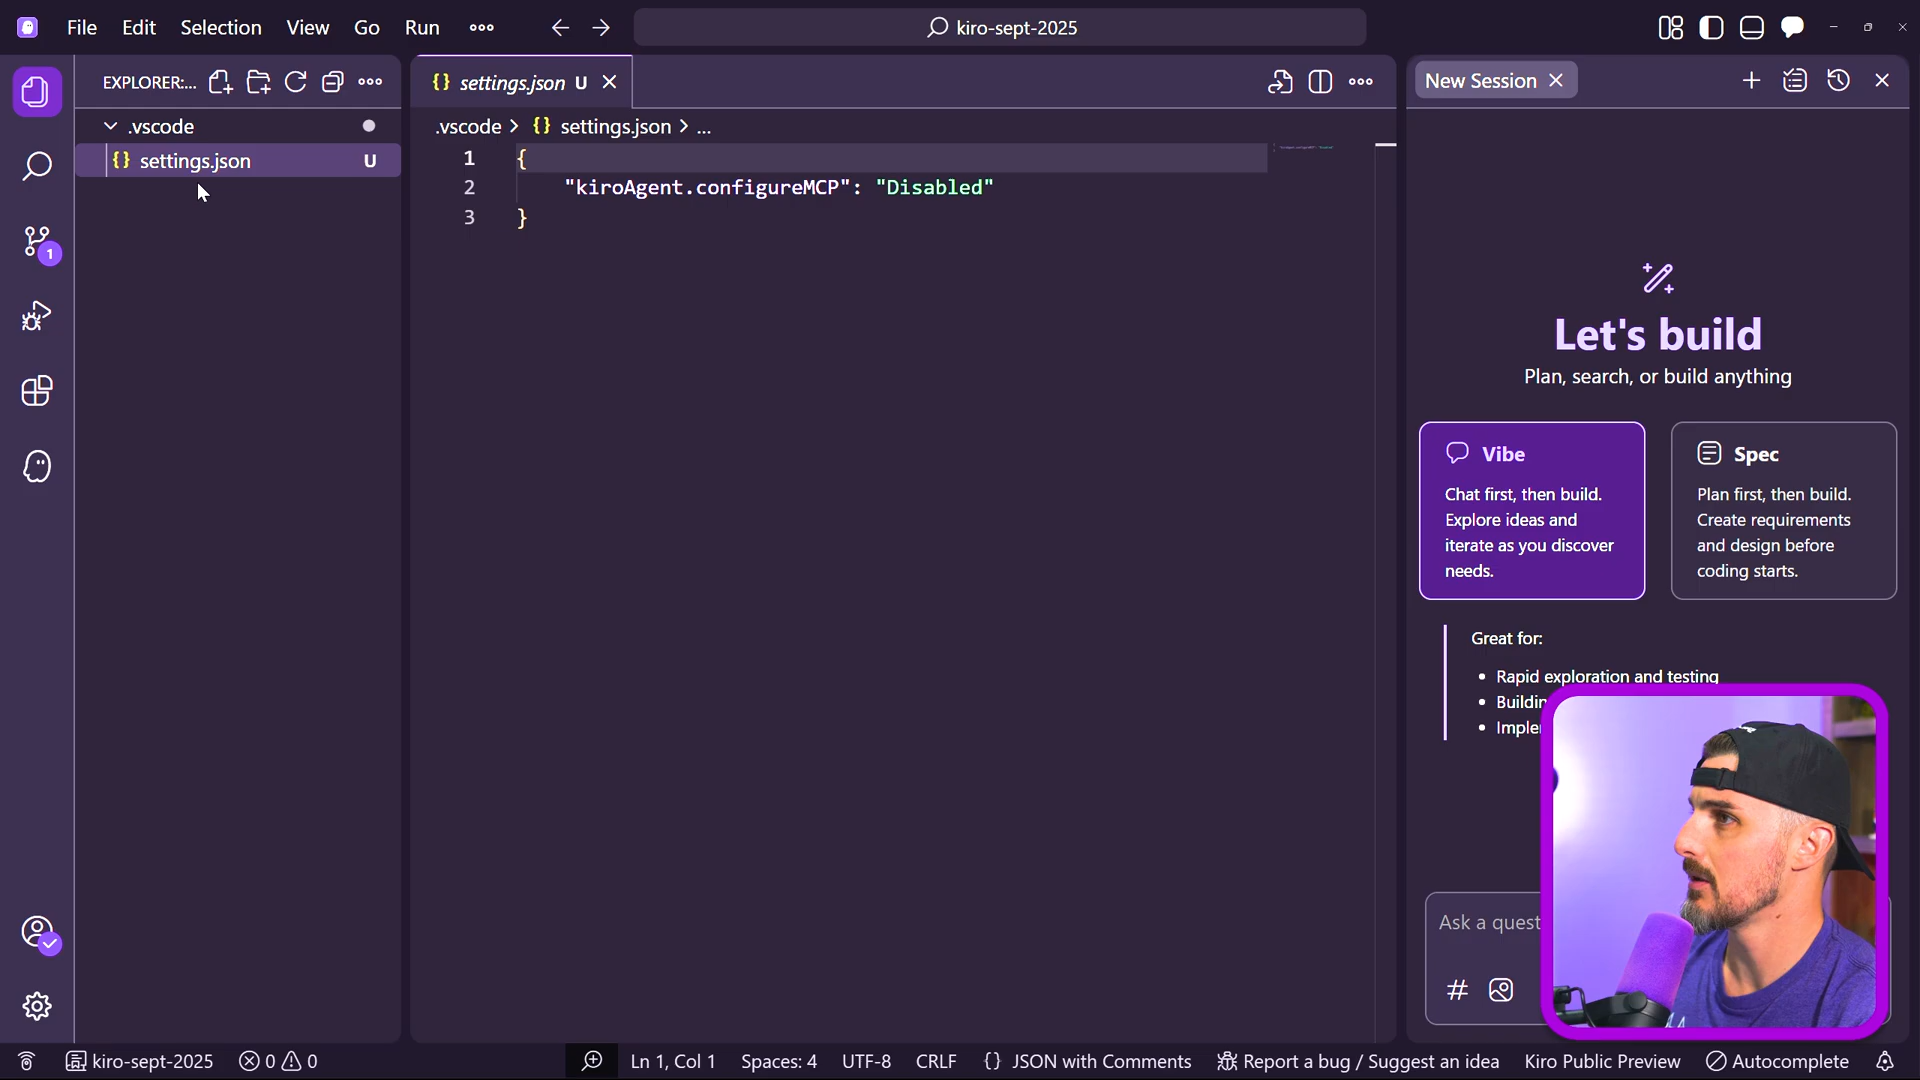 File Edit Selection View Go Run
kiro-sept-2025
EXPLORER:...
.vscode
settings.json U
settings.json U
.vscode > {} settings.json > ...
1 {
2 "kiroAgent.configureMCP": "Disabled"
3 }
New Session
Let's build
Plan, search, or build anything
Vibe
Chat first, then build.
Explore ideas and
iterate as you discover
needs.
Spec
Plan first, then build.
Create requirements
and design before
coding starts.
Great for:
• Rapid exploration and testing
Ask a
1
kiro-sept-2025 0 0
Ln 1, Col 1 Spaces: 4 UTF-8 CRLF {} JSON with Comments Report a bug / Suggest an idea Kiro Public Preview Autocomplete